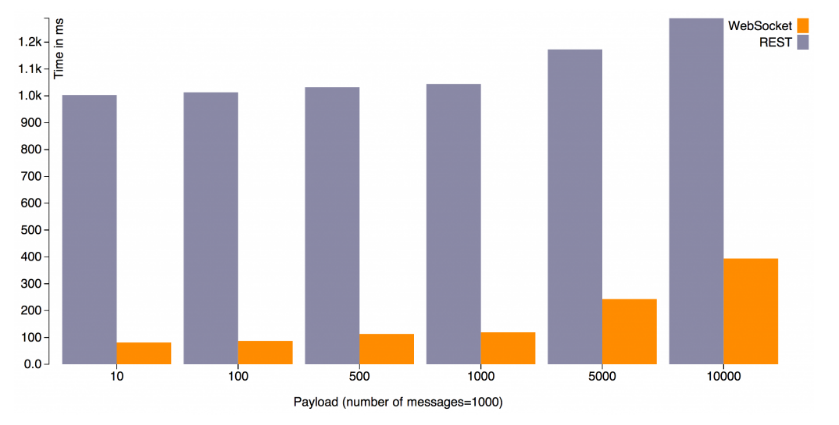 Time in ms
1.2k
1.1k
1.0k
900
800
700
600
500
400
300
200
100
0.0
WebSocket
REST
10 100 500 1000 5000 10000
Payload (number of messages=1000)